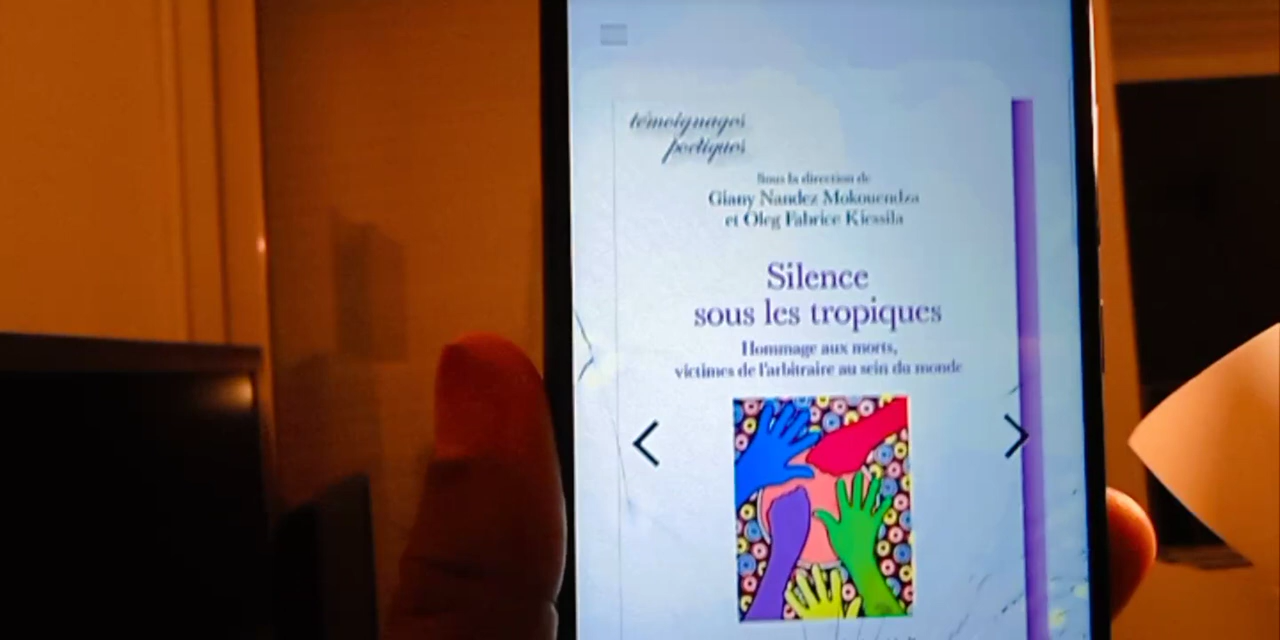 témoignages
poétiques
Sous la direction de
Giany Nandez Mokouendza
et Oleg Fabrice Kiessila
Silence
sous les tropiques
Hommage aux morts,
victimes de l'arbitraire au sein du monde